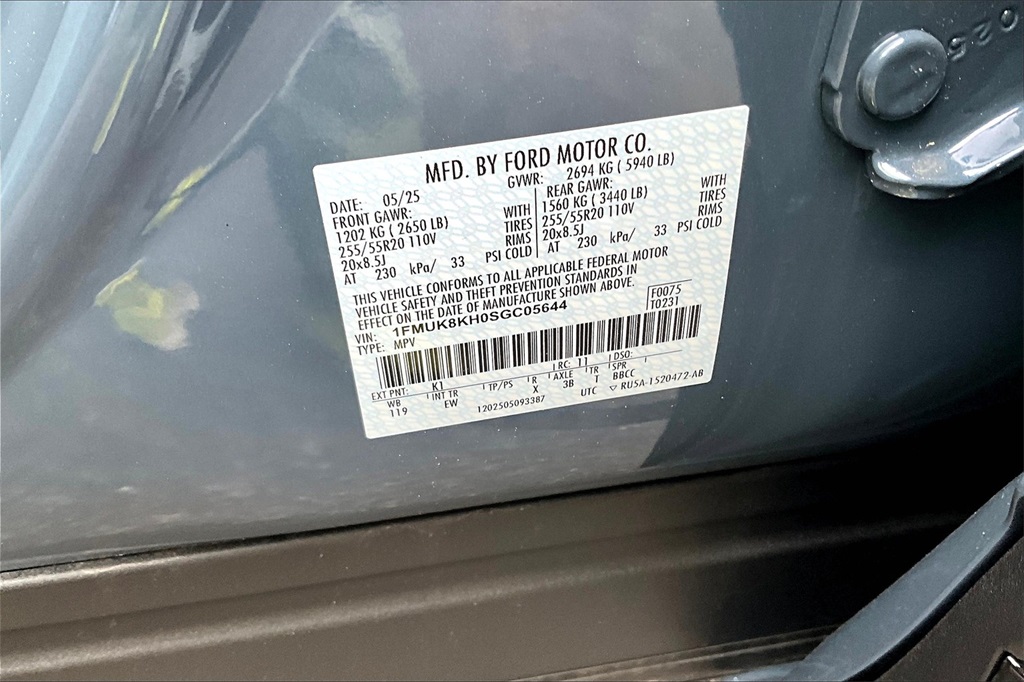 MFD. BY FORD MOTOR CO.
DATE: 05/25 GVWR: 2694 KG ( 5940 LB)
FRONT GAWR: REAR GAWR:
1202 KG ( 2650 LB) WITH 1560 KG ( 3440 LB) WITH
255/55R20 110V TIRES 255/55R20 110V TIRES
20x8.5J RIMS 20x8.5J RIMS
AT 230 kPa/ 33 PSI COLD AT 230 kPa/ 33 PSI COLD
THIS VEHICLE CONFORMS TO ALL APPLICABLE FEDERAL MOTOR
VEHICLE SAFETY AND THEFT PREVENTION STANDARDS IN
EFFECT ON THE DATE OF MANUFACTURE SHOWN ABOVE.
F0075
T0231
VIN: 1FMUK8KH0SGC05644
TYPE: MPV
EXT PNT: K1 RC: 11 DSO:
WB INT TR TP/PS R AXLE TR SPR
119 EW X 3B T BBCC
1202505093387 UTC RU5A-1520472-AB
025